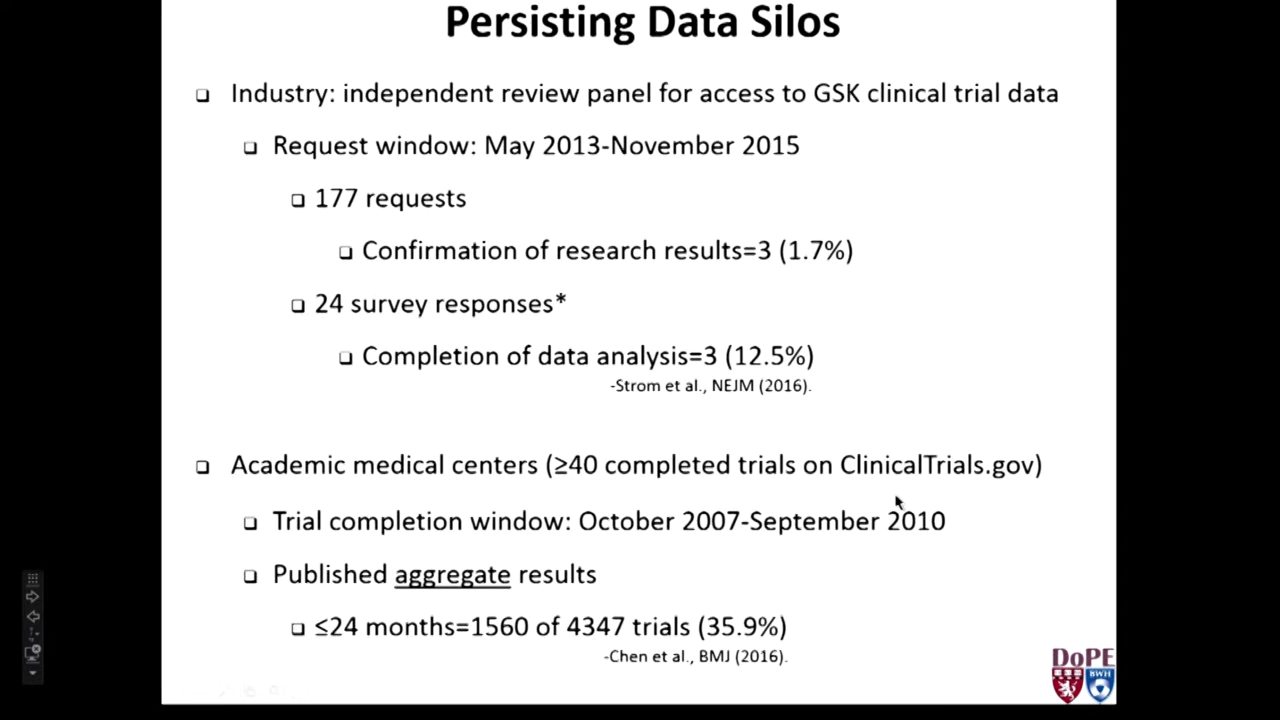 Persisting Data Silos
Industry: independent review panel for access to GSK clinical trial data
Request window: May 2013-November 2015
177 requests
Confirmation of research results=3 (1.7%)
24 survey responses*
Completion of data analysis=3 (12.5%)
-Strom et al., NEJM (2016).
Academic medical centers (≥40 completed trials on ClinicalTrials.gov)
Trial completion window: October 2007-September 2010
Published aggregate results
≤24 months=1560 of 4347 trials (35.9%)
-Chen et al., BMJ (2016).
DoPE
BWH